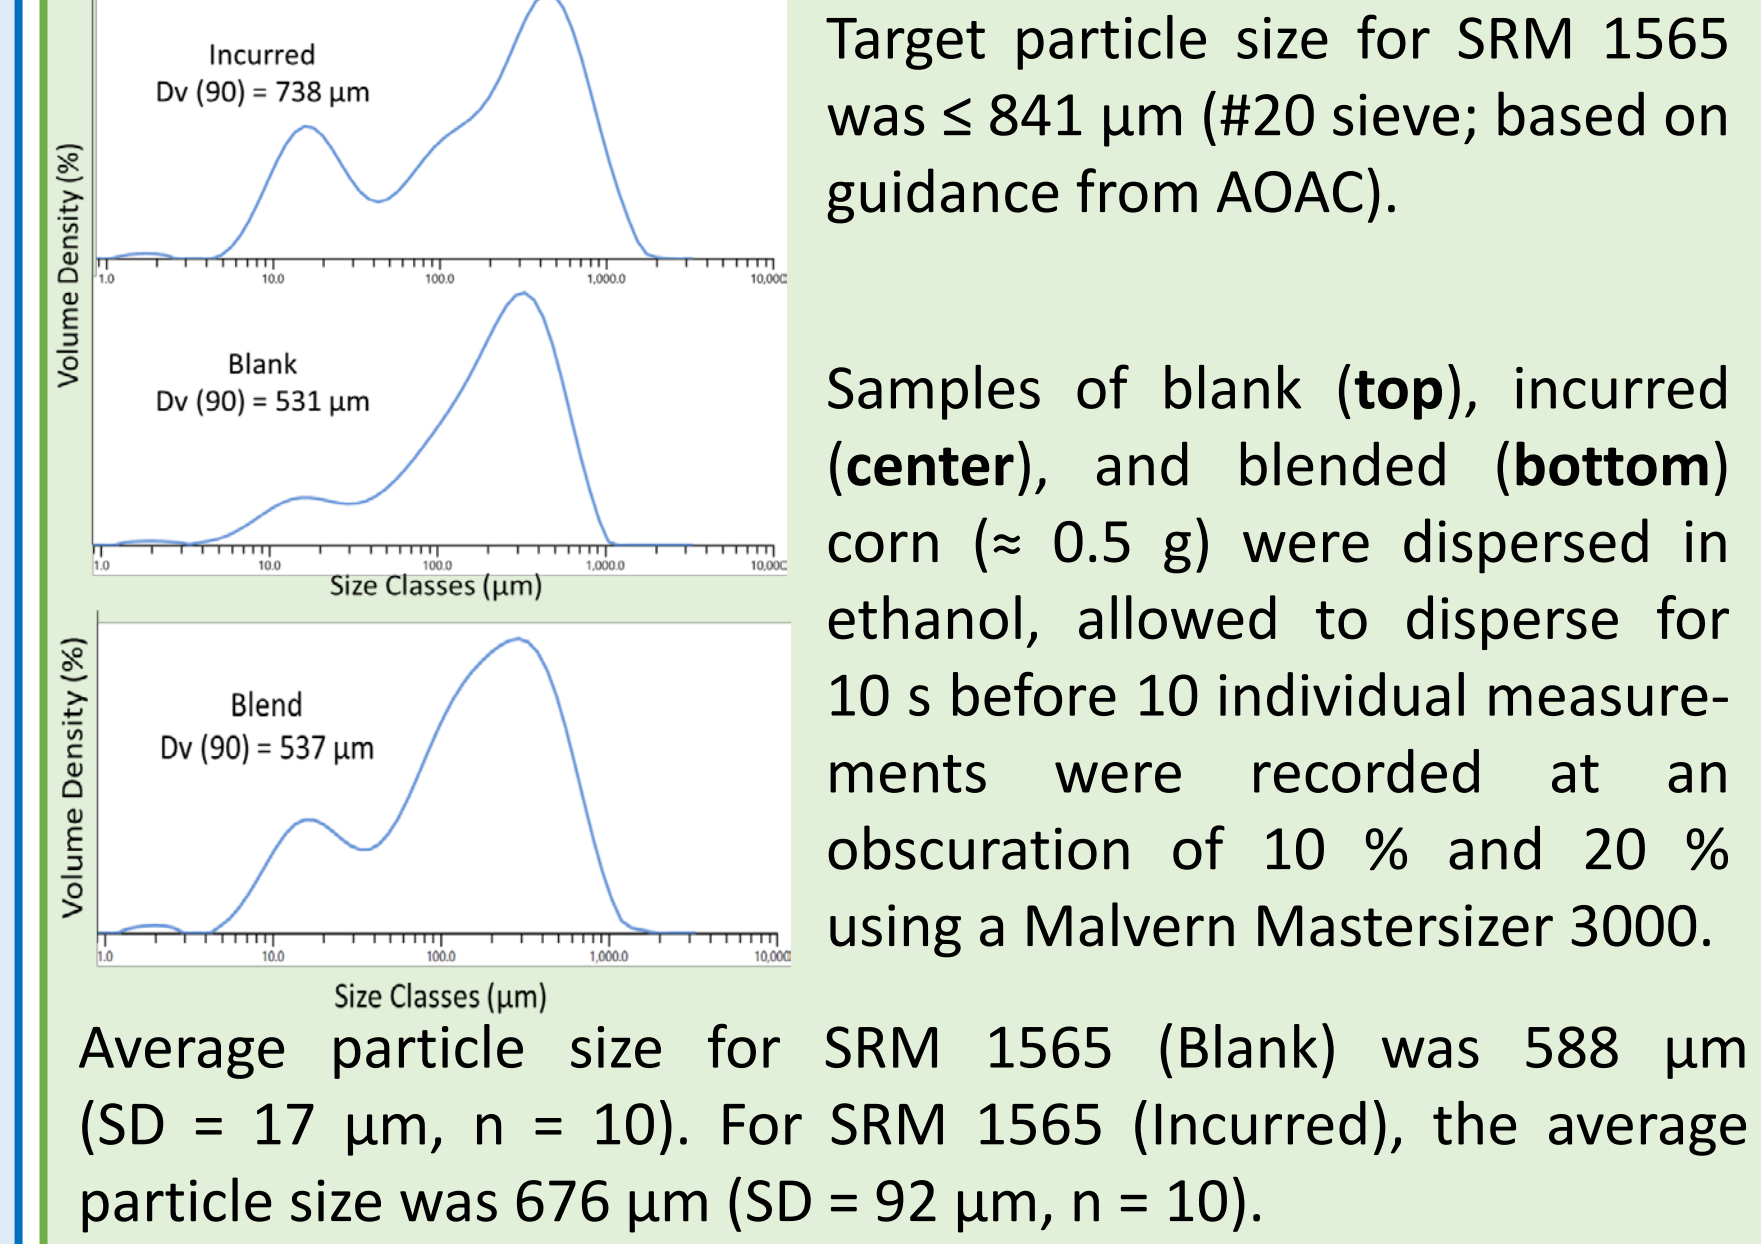 Incurred
Dv (90) = 738 µm
Volume Density (%)
1.0 10.0 100.0 1,000.0 10,000
Blank
Dv (90) = 531 µm
1.0 10.0 100.0 1,000.0 10,000
Size Classes (µm)
Blend
Dv (90) = 537 µm
Volume Density (%)
1.0 10.0 100.0 1,000.0 10,000
Size Classes (µm)
Target particle size for SRM 1565
was ≤ 841 µm (#20 sieve; based on
guidance from AOAC).
Samples of blank (top), incurred
(center), and blended (bottom)
corn (≈ 0.5 g) were dispersed in
ethanol, allowed to disperse for
10 s before 10 individual measure-
ments were recorded at an
obscuration of 10 % and 20 %
using a Malvern Mastersizer 3000.
Average particle size for SRM 1565 (Blank) was 588 µm
(SD = 17 µm, n = 10). For SRM 1565 (Incurred), the average
particle size was 676 µm (SD = 92 µm, n = 10).